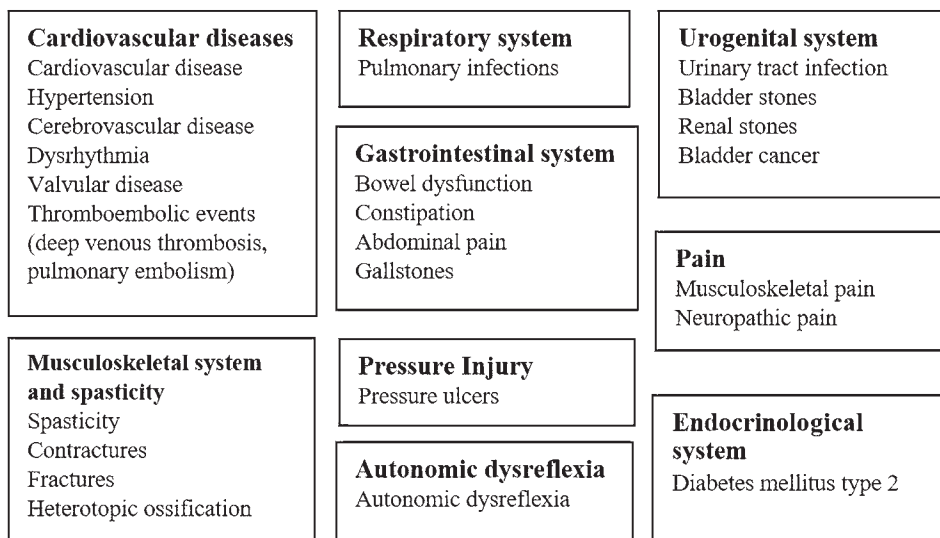 Cardiovascular diseases
Cardiovascular disease
Hypertension
Cerebrovascular disease
Dysrhythmia
Valvular disease
Thromboembolic events
(deep venous thrombosis,
pulmonary embolism)
Musculoskeletal system
and spasticity
Spasticity
Contractures
Fractures
Heterotopic ossification
Respiratory system
Pulmonary infections
Gastrointestinal system
Bowel dysfunction
Constipation
Abdominal pain
Gallstones
Pressure Injury
Pressure ulcers
Autonomic dysreflexia
Autonomic dysreflexia
Urogenital system
Urinary tract infection
Bladder stones
Renal stones
Bladder cancer
Pain
Musculoskeletal pain
Neuropathic pain
Endocrinological
system
Diabetes mellitus type 2